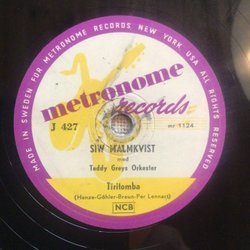 MADE IN SWEDEN FOR METRONOME RECORDS NEW YORK USA ALL RIGHTS RESERVED
metronome
records
J 427
mr 1124
SIW MALMKVIST
med
Teddy Greys Orkester
Tiritomba
(Hanze-Göhler-Braun-Per Lennart)
NCB